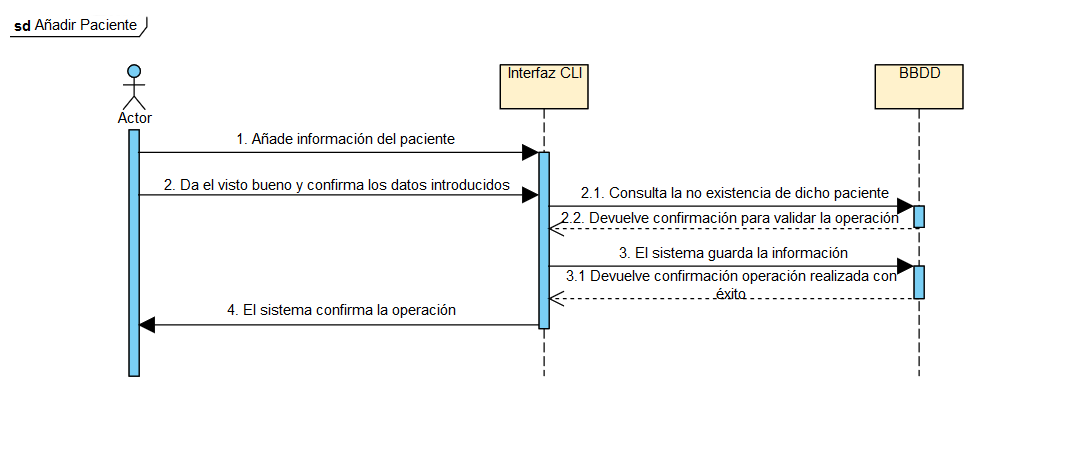 sd Añadir Paciente
Interfaz CLI
BBDD
Actor
1. Añade información del paciente
2. Da el visto bueno y confirma los datos introducidos
2.1. Consulta la no existencia de dicho paciente
2.2. Devuelve confirmación para validar la operación
3. El sistema guarda la información
3.1 Devuelve confirmación operación realizada con
éxito
4. El sistema confirma la operación